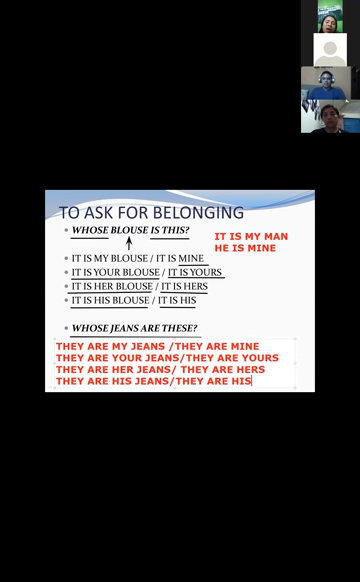 TO ASK FOR BELONGING
WHOSE BLOUSE IS THIS?
IT IS MY MAN
HE IS MINE
IT IS MY BLOUSE / IT IS MINE
IT IS YOUR BLOUSE / IT IS YOURS
IT IS HER BLOUSE / IT IS HERS
IT IS HIS BLOUSE / IT IS HIS
WHOSE JEANS ARE THESE?
THEY ARE MY JEANS /THEY ARE MINE
THEY ARE YOUR JEANS/THEY ARE YOURS
THEY ARE HER JEANS/ THEY ARE HERS
THEY ARE HIS JEANS/THEY ARE HIS